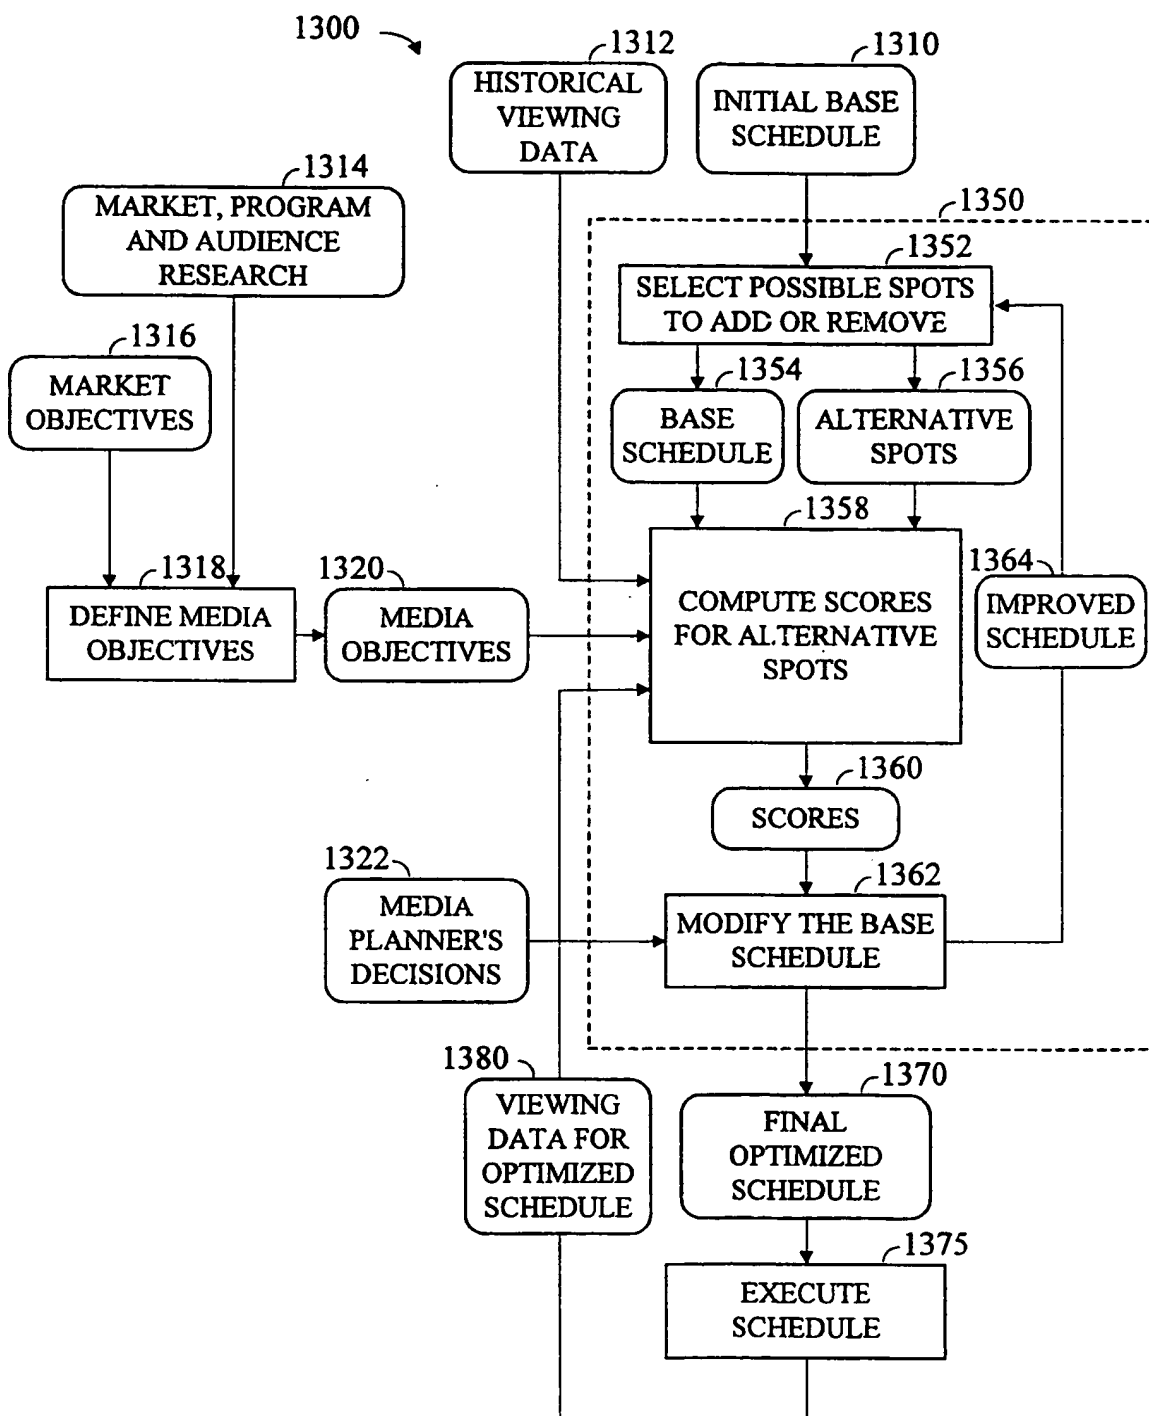 1300
1312
HISTORICAL
VIEWING
DATA
1310
INITIAL BASE
SCHEDULE
1314
MARKET, PROGRAM
AND AUDIENCE
RESEARCH
1350
1352
SELECT POSSIBLE SPOTS
TO ADD OR REMOVE
1316
MARKET
OBJECTIVES
1354
BASE
SCHEDULE
1356
ALTERNATIVE
SPOTS
1318
DEFINE MEDIA
OBJECTIVES
1320
MEDIA
OBJECTIVES
1358
COMPUTE SCORES
FOR ALTERNATIVE
SPOTS
1364
IMPROVED
SCHEDULE
1360
SCORES
1322
MEDIA
PLANNER'S
DECISIONS
1362
MODIFY THE BASE
SCHEDULE
1380
VIEWING
DATA FOR
OPTIMIZED
SCHEDULE
1370
FINAL
OPTIMIZED
SCHEDULE
1375
EXECUTE
SCHEDULE